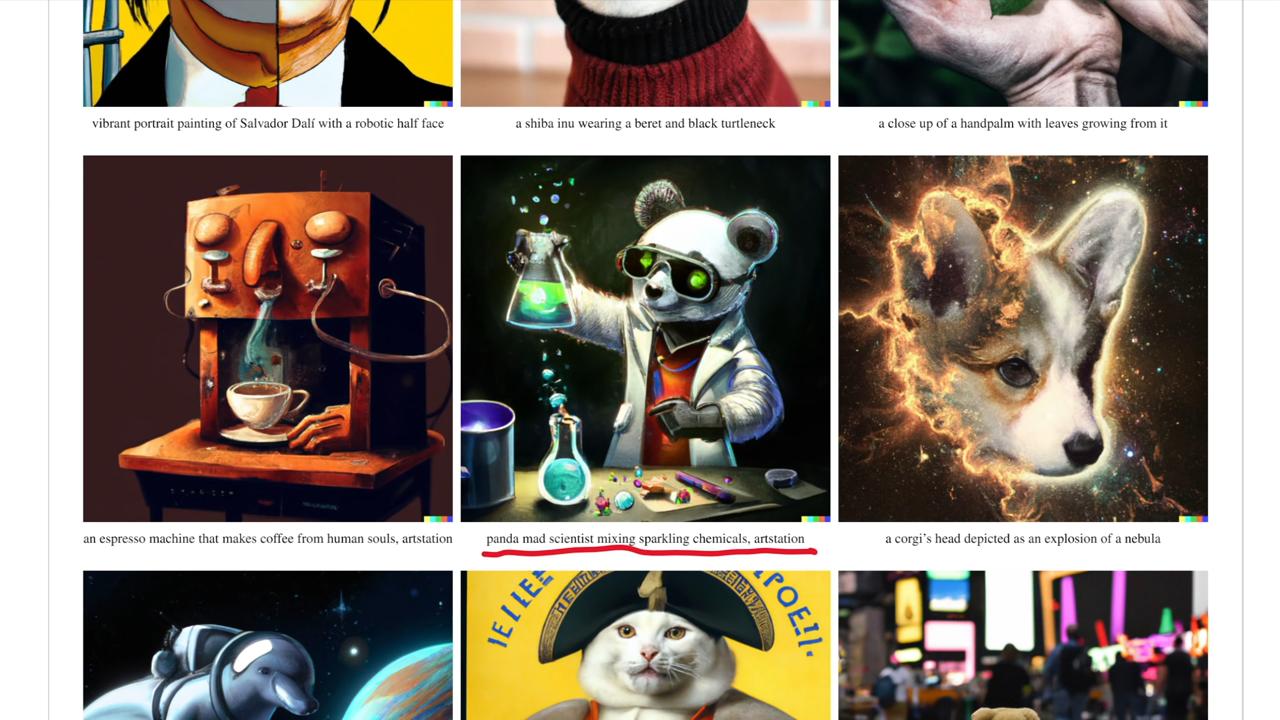 vibrant portrait painting of Salvador Dalí with a robotic half face
a shiba inu wearing a beret and black turtleneck
a close up of a handpalm with leaves growing from it
an espresso machine that makes coffee from human souls, artstation
panda mad scientist mixing sparkling chemicals, artstation
a corgi’s head depicted as an explosion of a nebula